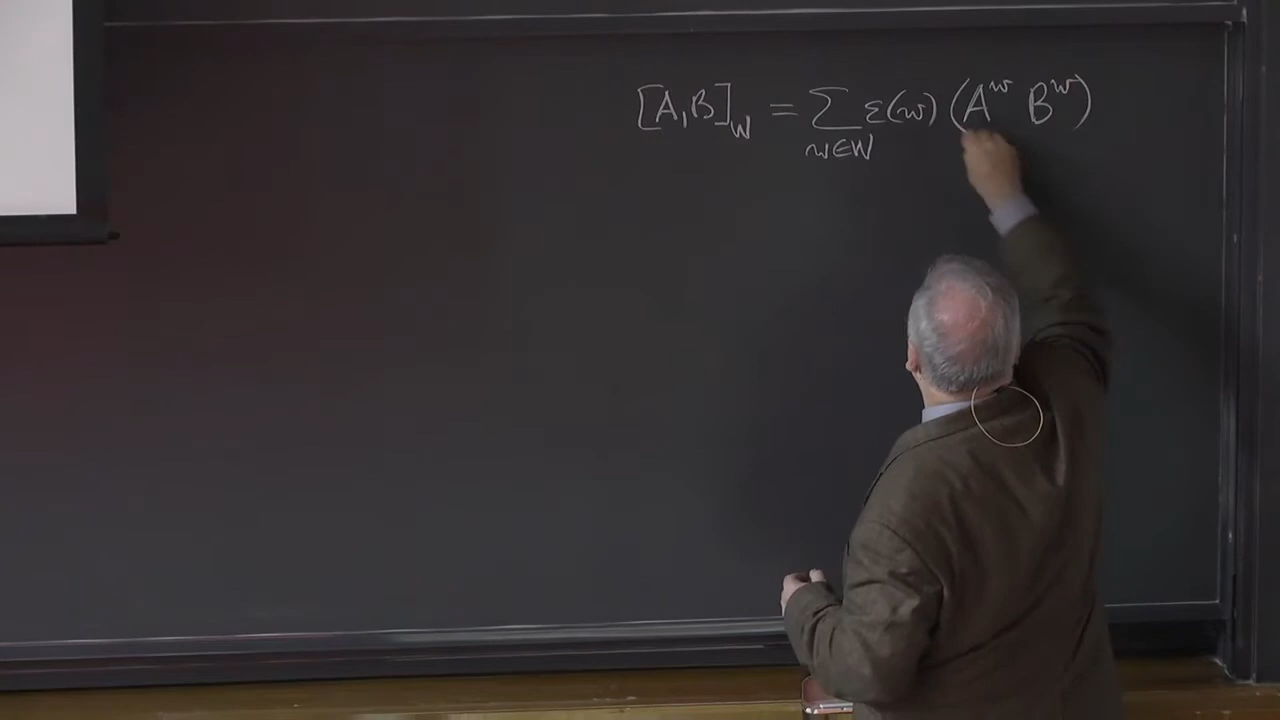 [A,B]_W = ∑_{w∈W} ε(w) (A^w B^w)